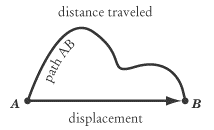 distance traveled
path AB
A
B
displacement